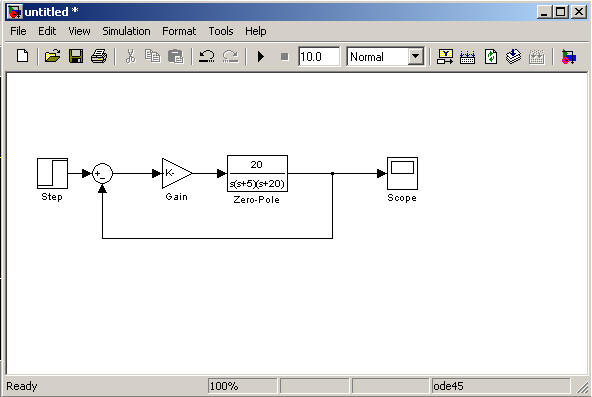 untitled *
File Edit View Simulation Format Tools Help
10.0 Normal
20
s(s+5)(s+20)
+
-
K-
Step
Gain
Zero-Pole
Scope
Ready 100% ode45